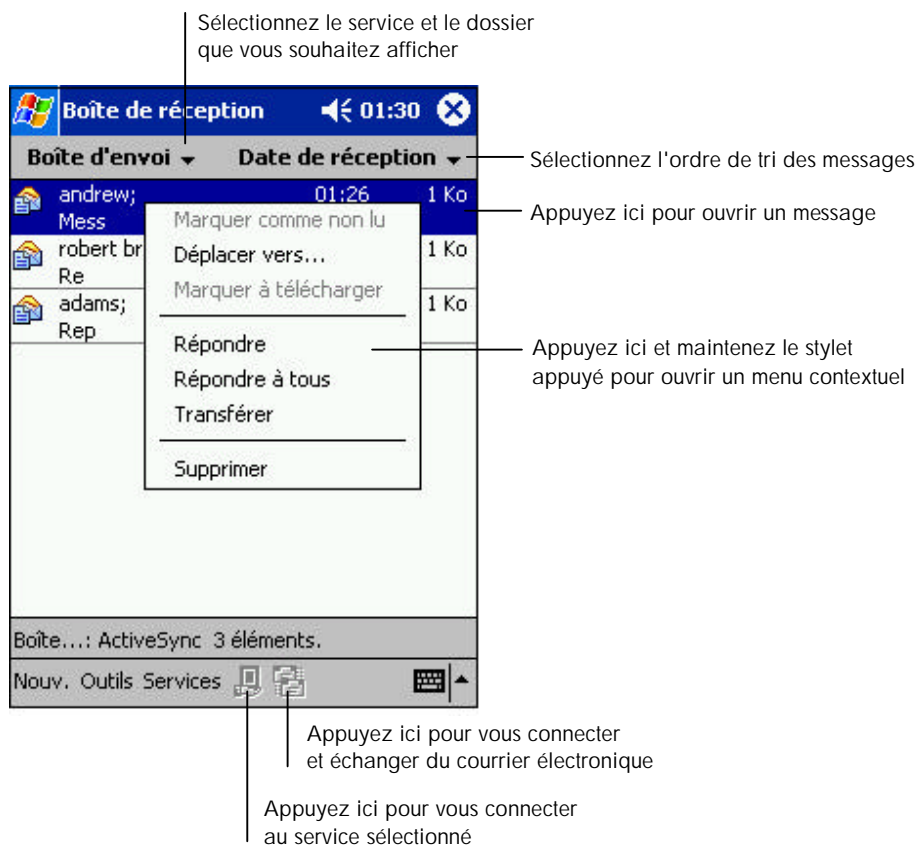 Sélectionnez le service et le dossier
que vous souhaitez afficher
Boîte de réception 01:30
Boîte d'envoi Date de réception
Sélectionnez l'ordre de tri des messages
andrew; 01:26 1 Ko
Mess
Appuyez ici pour ouvrir un message
Marquer comme non lu
robert br 1 Ko
Re
Déplacer vers...
Marquer à télécharger
adams; 1 Ko
Rep
Répondre
Appuyez ici et maintenez le stylet
appuyé pour ouvrir un menu contextuel
Répondre à tous
Transférer
Supprimer
Boîte...: ActiveSync 3 éléments.
Nouv. Outils Services
Appuyez ici pour vous connecter
et échanger du courrier électronique
Appuyez ici pour vous connecter
au service sélectionné